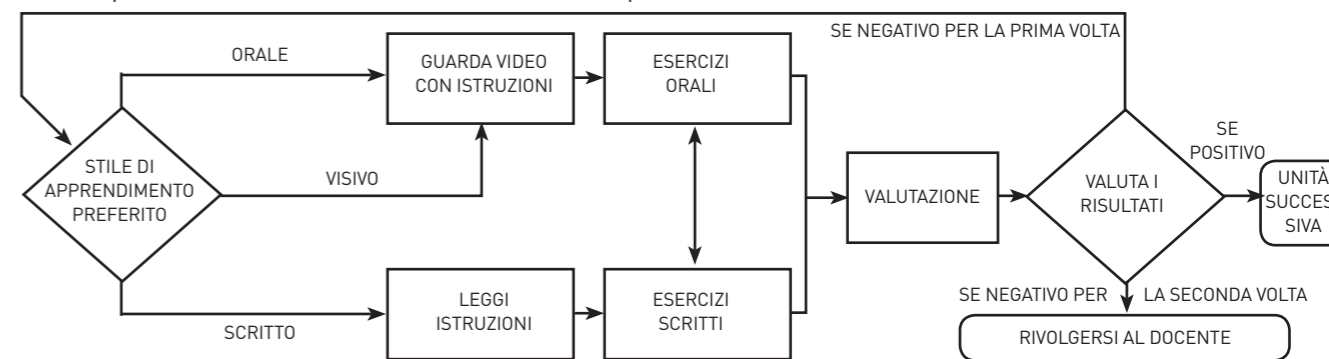 SE NEGATIVO PER LA PRIMA VOLTA
ORALE
GUARDA VIDEO
CON ISTRUZIONI
ESERCIZI
ORALI
STILE DI
APPRENDIMENTO
PREFERITO
VISIVO
SCRITTO
LEGGI
ISTRUZIONI
ESERCIZI
SCRITTI
VALUTAZIONE
VALUTA I
RISULTATI
SE
POSITIVO
UNITÀ
SUCCES
SIVA
SE NEGATIVO PER LA SECONDA VOLTA
RIVOLGERSI AL DOCENTE